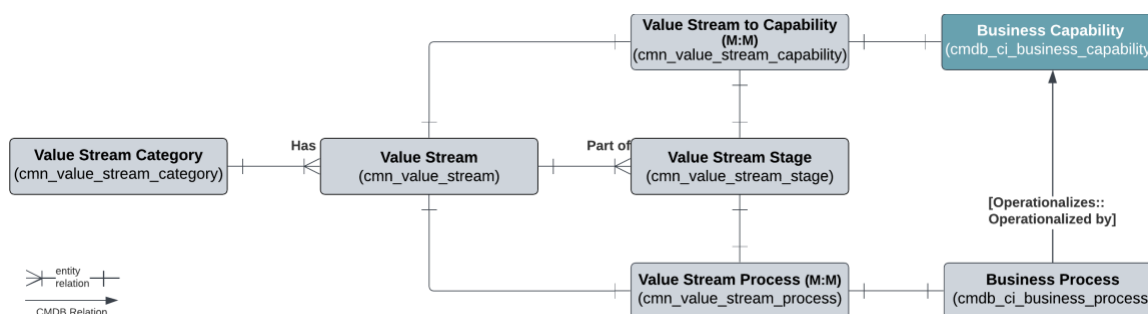 Value Stream to Capability
(M:M)
(cmn_value_stream_capability)
Business Capability
(cmdb_ci_business_capability
Has
Part of
Value Stream Category
(cmn_value_stream_category)
Value Stream
(cmn_value_stream)
Value Stream Stage
(cmn_value_stream_stage)
[Operationalizes::
Operationalized by]
entity
relation
CMDB Relation
Value Stream Process (M:M)
(cmn_value_stream_process)
Business Process
(cmdb_ci_business_process